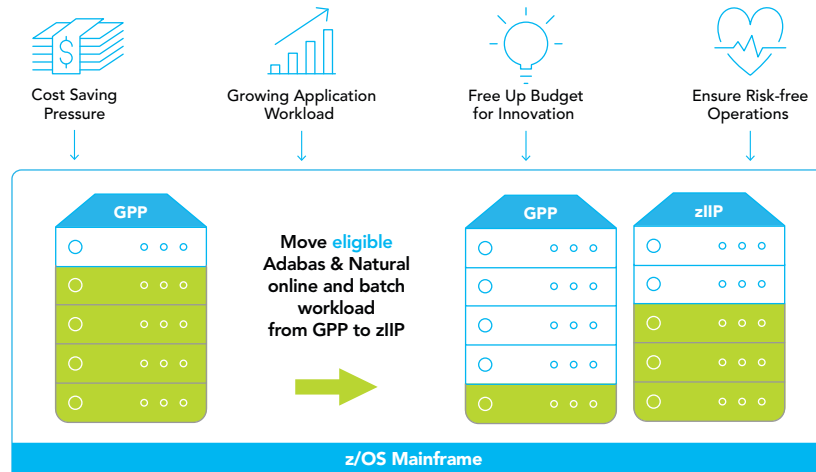 $
Cost Saving
Pressure
Growing Application
Workload
Free Up Budget
for Innovation
Ensure Risk-free
Operations
GPP
Move eligible
Adabas & Natural
online and batch
workload
from GPP to zIIP
GPP
zIIP
z/OS Mainframe